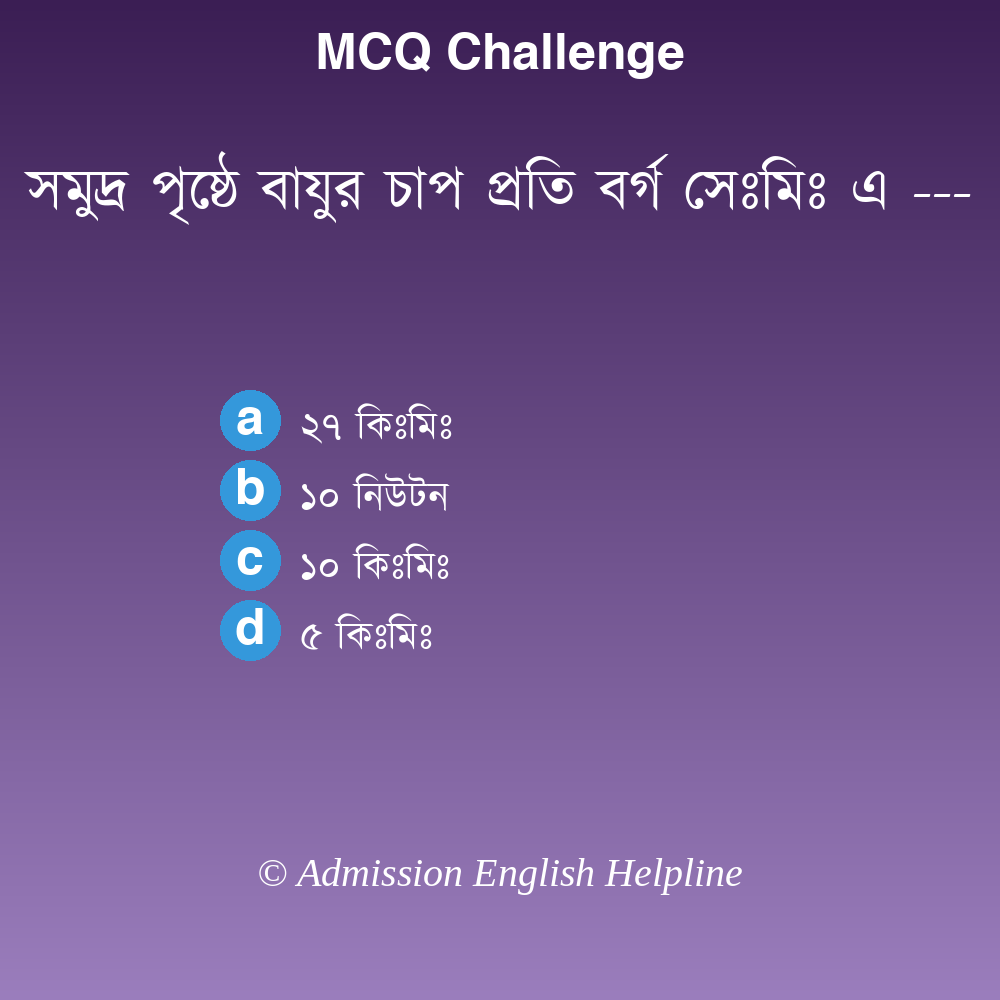 MCQ Challenge
সমুদ্র পৃষ্ঠে বাযুর চাপ প্রতি বর্গ সেঃমিঃ এ ---
a ২৭ কিঃমিঃ
b ১০ নিউটন
c ১০ কিঃমিঃ
d ৫ কিঃমিঃ
© Admission English Helpline